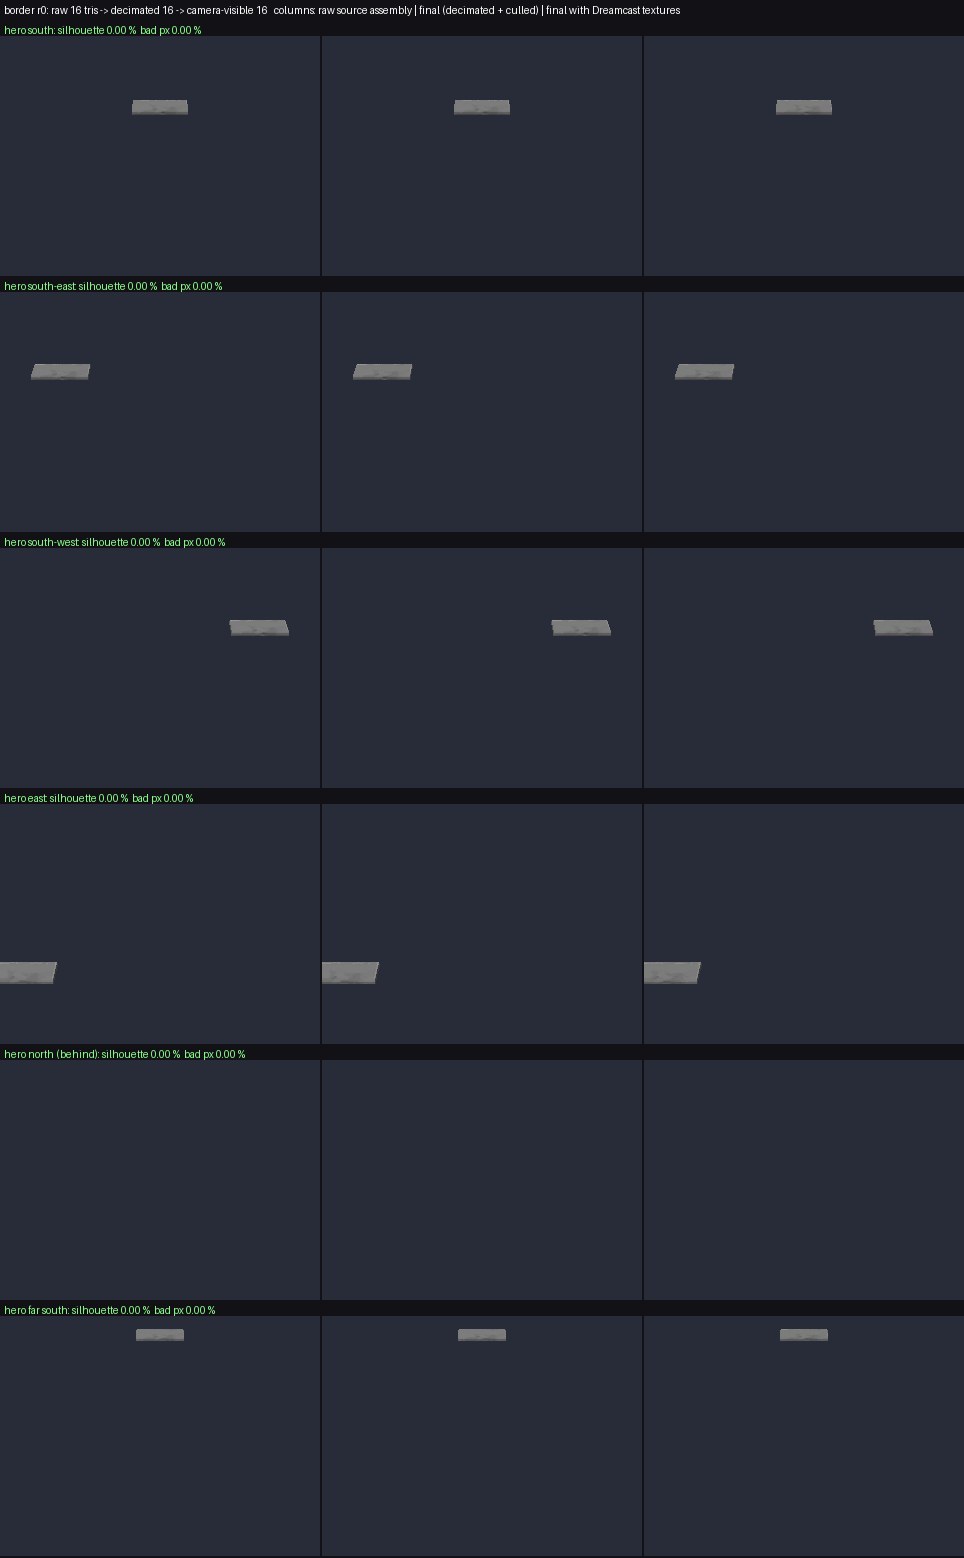 border r0: raw 16 tris -> decimated 16 -> camera-visible 16   columns: raw source assembly | final (decimated + culled) | final with Dreamcast textures
hero south: silhouette 0.00 %  bad px 0.00 %
hero south-east: silhouette 0.00 %  bad px 0.00 %
hero south-west: silhouette 0.00 %  bad px 0.00 %
hero east: silhouette 0.00 %  bad px 0.00 %
hero north (behind): silhouette 0.00 %  bad px 0.00 %
hero far south: silhouette 0.00 %  bad px 0.00 %